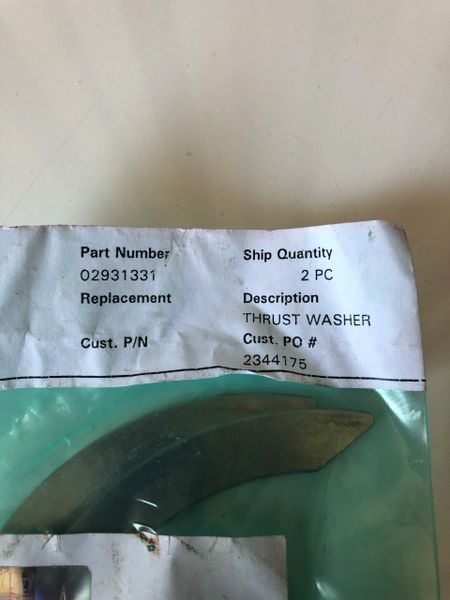 Part Number Ship Quantity
02931331 2 PC
Replacement Description
THRUST WASHER
Cust. P/N Cust. PO #
2344175